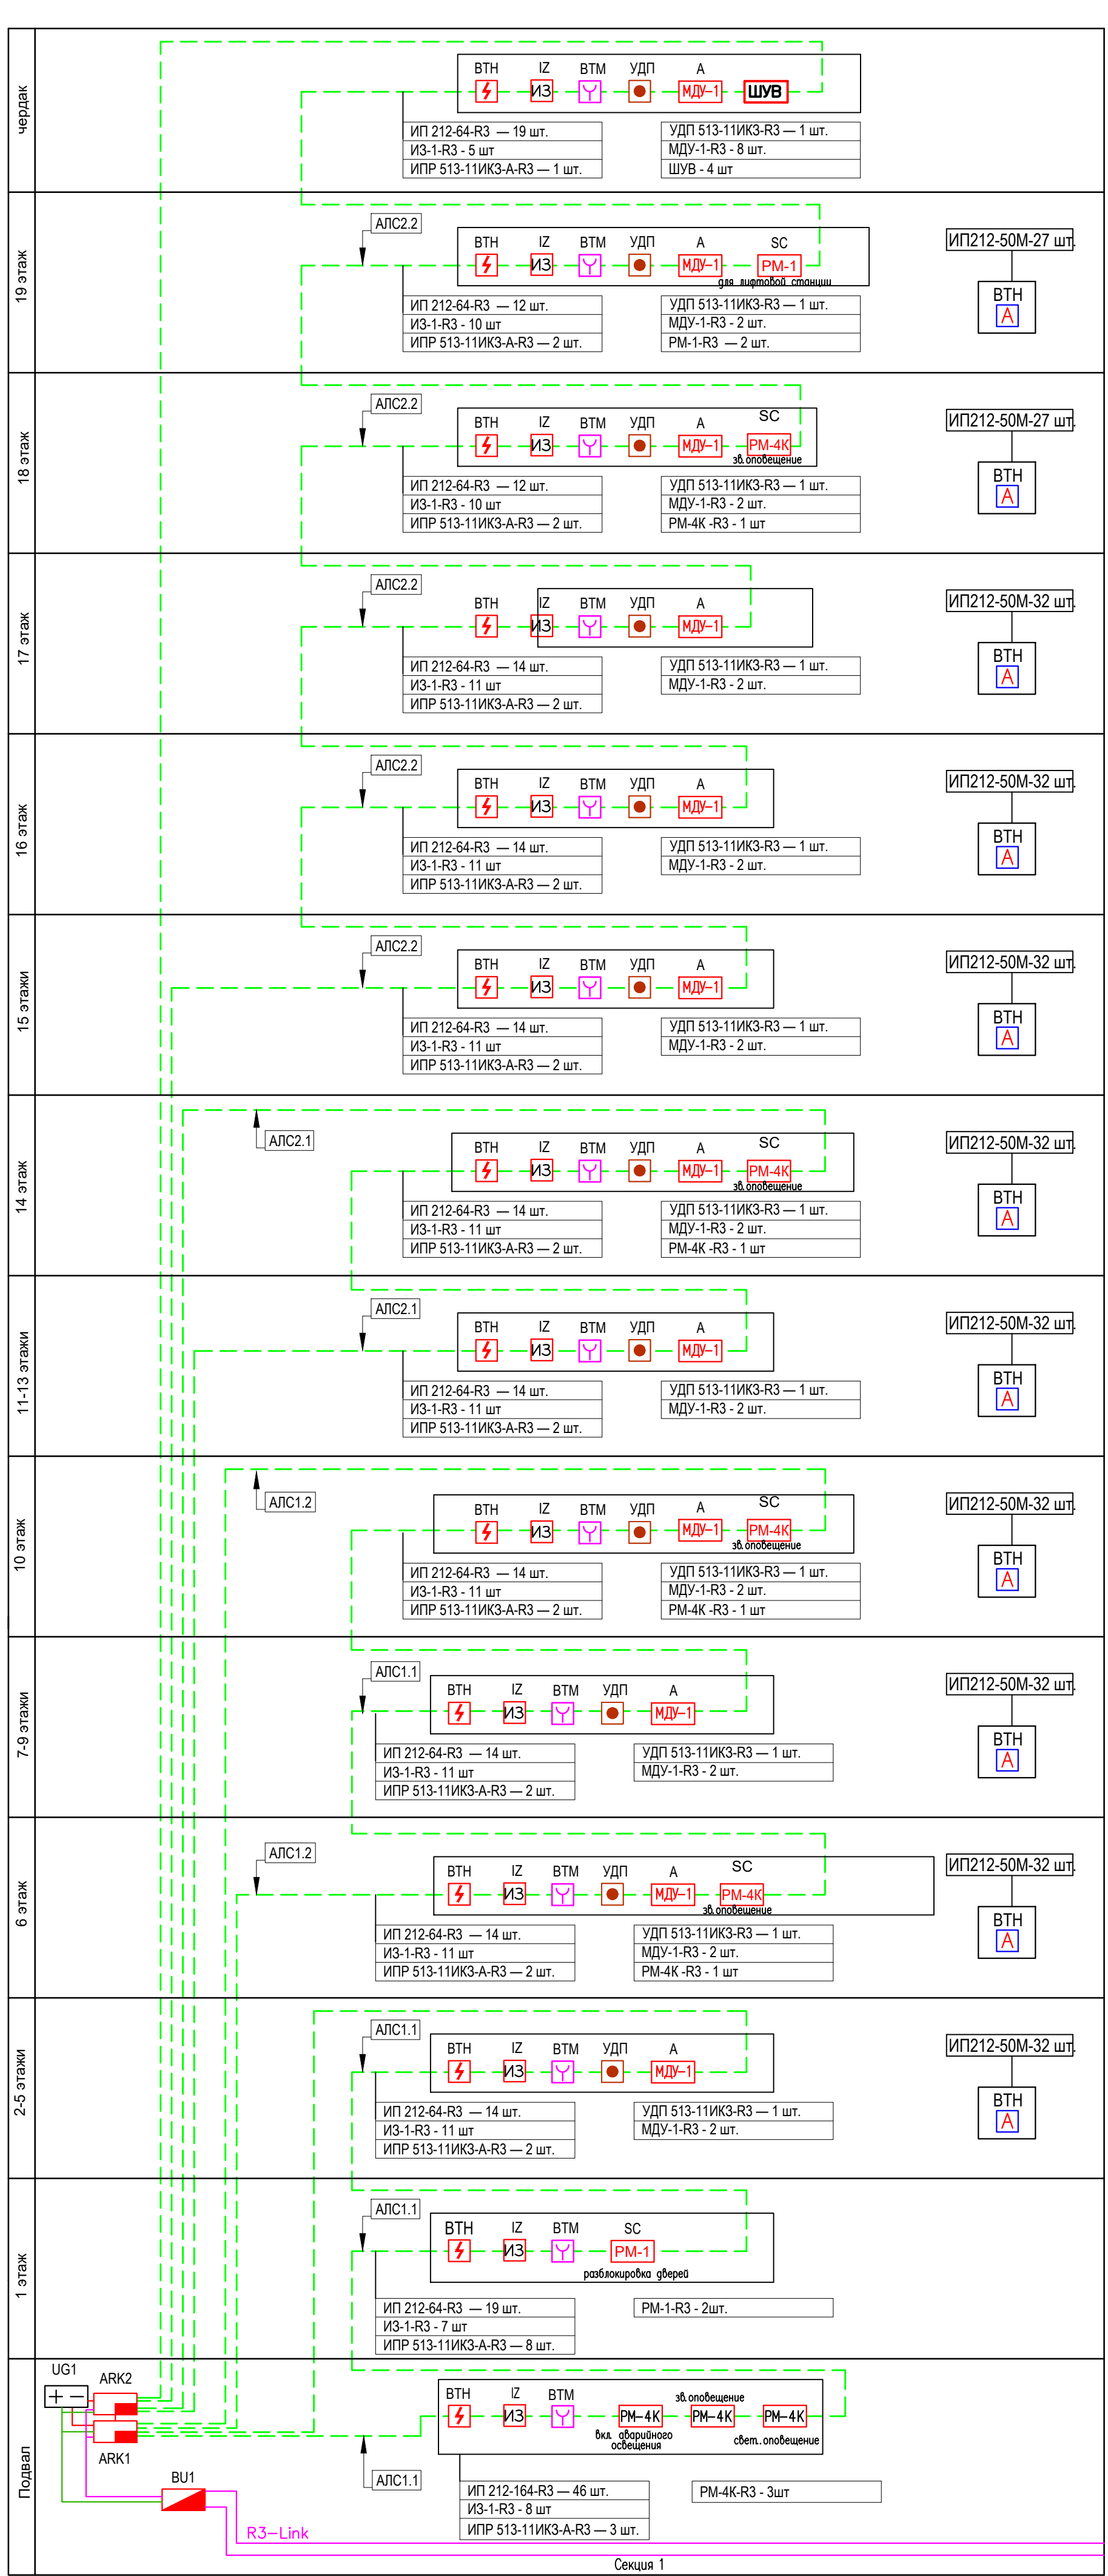 чердак
ВТН IZ ВТМ УДП А
ИЗ МДУ-1 ШУВ
ИП 212-64-R3 — 19 шт.
ИЗ-1-R3 - 5 шт
ИПР 513-11ИКЗ-А-R3 — 1 шт.
УДП 513-11ИКЗ-R3 — 1 шт.
МДУ-1-R3 - 8 шт.
ШУВ - 4 шт
19 этаж
АЛС2.2
ВТН IZ ВТМ УДП А SC
ИЗ МДУ-1 РМ-1
для лифтовой станции
ИП 212-64-R3 — 12 шт.
ИЗ-1-R3 - 10 шт
ИПР 513-11ИКЗ-А-R3 — 2 шт.
УДП 513-11ИКЗ-R3 — 1 шт.
МДУ-1-R3 - 2 шт.
РМ-1-R3 — 2 шт.
ИП212-50М-27 шт.
ВТН
А
18 этаж
АЛС2.2
ВТН IZ ВТМ УДП А SC
ИЗ МДУ-1 РМ-4К
зв.оповещение
ИП 212-64-R3 — 12 шт.
ИЗ-1-R3 - 10 шт
ИПР 513-11ИКЗ-А-R3 — 2 шт.
УДП 513-11ИКЗ-R3 — 1 шт.
МДУ-1-R3 - 2 шт.
РМ-4К -R3 - 1 шт
ИП212-50М-27 шт.
ВТН
А
17 этаж
АЛС2.2
ВТН IZ ВТМ УДП А
ИЗ МДУ-1
ИП 212-64-R3 — 14 шт.
ИЗ-1-R3 - 11 шт
ИПР 513-11ИКЗ-А-R3 — 2 шт.
УДП 513-11ИКЗ-R3 — 1 шт.
МДУ-1-R3 - 2 шт.
ИП212-50М-32 шт.
ВТН
А
16 этаж
АЛС2.2
ВТН IZ ВТМ УДП А
ИЗ МДУ-1
ИП 212-64-R3 — 14 шт.
ИЗ-1-R3 - 11 шт
ИПР 513-11ИКЗ-А-R3 — 2 шт.
УДП 513-11ИКЗ-R3 — 1 шт.
МДУ-1-R3 - 2 шт.
ИП212-50М-32 шт.
ВТН
А
15 этажи
АЛС2.2
ВТН IZ ВТМ УДП А
ИЗ МДУ-1
ИП 212-64-R3 — 14 шт.
ИЗ-1-R3 - 11 шт
ИПР 513-11ИКЗ-А-R3 — 2 шт.
УДП 513-11ИКЗ-R3 — 1 шт.
МДУ-1-R3 - 2 шт.
ИП212-50М-32 шт.
ВТН
А
14 этаж
АЛС2.1
ВТН IZ ВТМ УДП А SC
ИЗ МДУ-1 РМ-4К
зв.оповещение
ИП 212-64-R3 — 14 шт.
ИЗ-1-R3 - 11 шт
ИПР 513-11ИКЗ-А-R3 — 2 шт.
УДП 513-11ИКЗ-R3 — 1 шт.
МДУ-1-R3 - 2 шт.
РМ-4К -R3 - 1 шт
ИП212-50М-32 шт.
ВТН
А
11-13 этажи
АЛС2.1
ВТН IZ ВТМ УДП А
ИЗ МДУ-1
ИП 212-64-R3 — 14 шт.
ИЗ-1-R3 - 11 шт
ИПР 513-11ИКЗ-А-R3 — 2 шт.
УДП 513-11ИКЗ-R3 — 1 шт.
МДУ-1-R3 - 2 шт.
ИП212-50М-32 шт.
ВТН
А
10 этаж
АЛС1.2
ВТН IZ ВТМ УДП А SC
ИЗ МДУ-1 РМ-4К
зв.оповещение
ИП 212-64-R3 — 14 шт.
ИЗ-1-R3 - 11 шт
ИПР 513-11ИКЗ-А-R3 — 2 шт.
УДП 513-11ИКЗ-R3 — 1 шт.
МДУ-1-R3 - 2 шт.
РМ-4К -R3 - 1 шт
ИП212-50М-32 шт.
ВТН
А
7-9 этажи
АЛС1.1
ВТН IZ ВТМ УДП А
ИЗ МДУ-1
ИП 212-64-R3 — 14 шт.
ИЗ-1-R3 - 11 шт
ИПР 513-11ИКЗ-А-R3 — 2 шт.
УДП 513-11ИКЗ-R3 — 1 шт.
МДУ-1-R3 - 2 шт.
ИП212-50М-32 шт.
ВТН
А
6 этаж
АЛС1.2
ВТН IZ ВТМ УДП А SC
ИЗ МДУ-1 РМ-4К
зв.оповещение
ИП 212-64-R3 — 14 шт.
ИЗ-1-R3 - 11 шт
ИПР 513-11ИКЗ-А-R3 — 2 шт.
УДП 513-11ИКЗ-R3 — 1 шт.
МДУ-1-R3 - 2 шт.
РМ-4К -R3 - 1 шт
ИП212-50М-32 шт.
ВТН
А
2-5 этажи
АЛС1.1
ВТН IZ ВТМ УДП А
ИЗ МДУ-1
ИП 212-64-R3 — 14 шт.
ИЗ-1-R3 - 11 шт
ИПР 513-11ИКЗ-А-R3 — 2 шт.
УДП 513-11ИКЗ-R3 — 1 шт.
МДУ-1-R3 - 2 шт.
ИП212-50М-32 шт.
ВТН
А
1 этаж
АЛС1.1
ВТН IZ ВТМ SC
ИЗ РМ-1
разблокировка дверей
ИП 212-64-R3 — 19 шт.
ИЗ-1-R3 - 7 шт
ИПР 513-11ИКЗ-А-R3 — 8 шт.
РМ-1-R3 - 2шт.
Подвал
UG1
ARK2
ARK1
BU1
R3-Link
АЛС1.1
ВТН IZ ВТМ
зв.оповещение
ИЗ РМ-4К РМ-4К РМ-4К
вкл. аварийного
освещения
свет.оповещение
ИП 212-164-R3 — 46 шт.
ИЗ-1-R3 - 8 шт
ИПР 513-11ИКЗ-А-R3 — 3 шт.
РМ-4К-R3 - 3шт
Секция 1